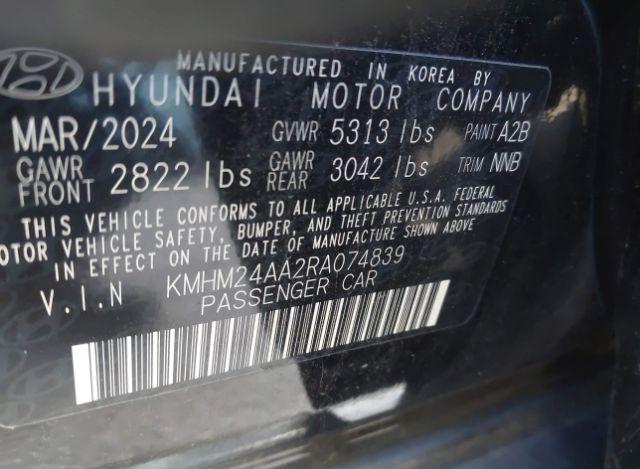 MANUFACTURED IN KOREA BY
HYUNDAI MOTOR COMPANY
MAR/2024 GVWR 5313 lbs PAINT A2B
GAWR FRONT 2822 lbs GAWR REAR 3042 lbs TRIM NNB
THIS VEHICLE CONFORMS TO ALL APPLICABLE U.S.A. FEDERAL
OTOR VEHICLE SAFETY, BUMPER, AND THEFT PREVENTION STANDARDS
IN EFFECT ON THE DATE OF MANUFACTURE SHOWN ABOVE
V.I.N KMHM24AA2RA074839
PASSENGER CAR